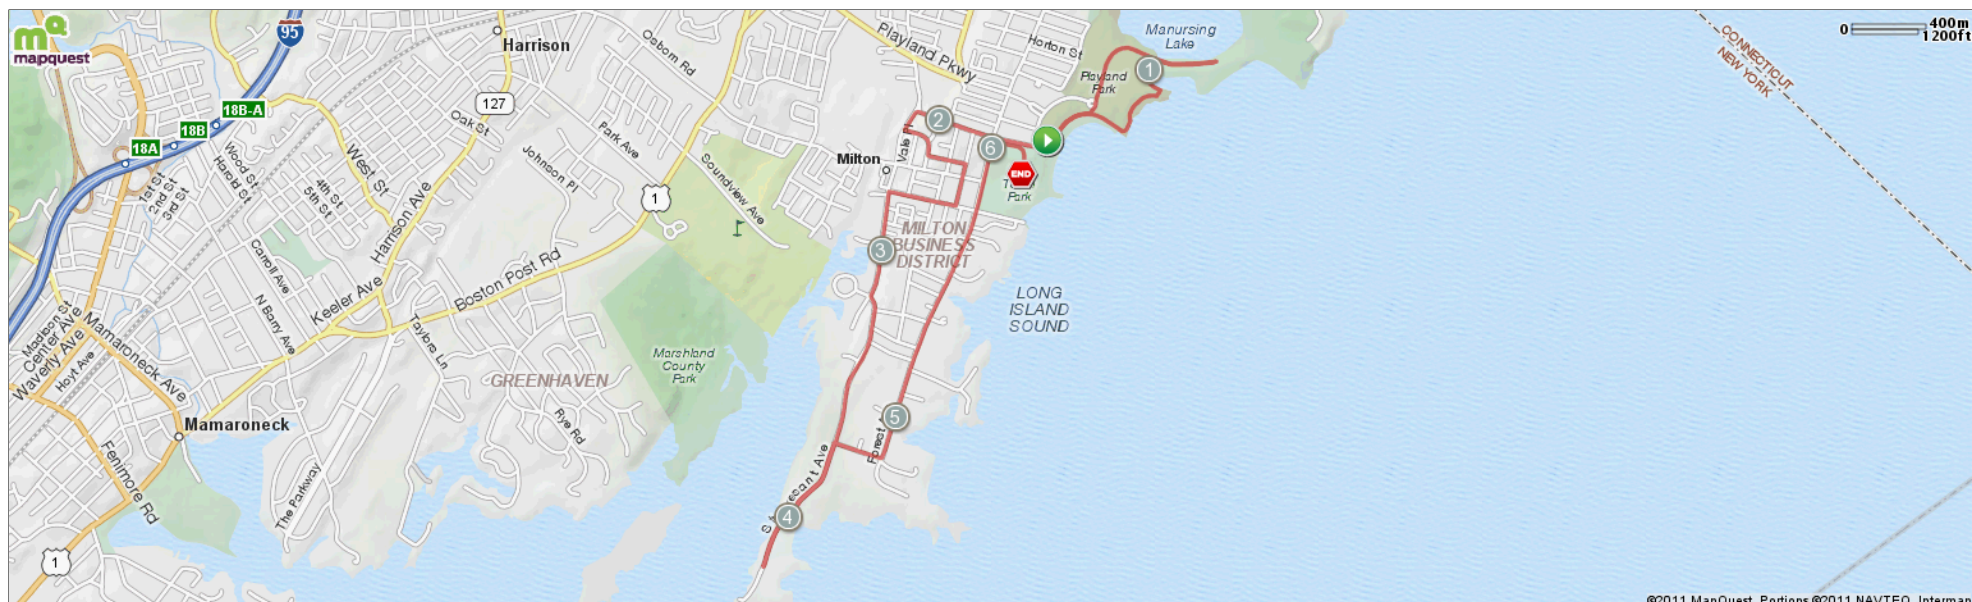 mapquest
95
Harrison
Osborn Rd
Playland Pkwy
Horton St
Manursing
Lake
0
400m
1200ft
CONNECTICUT
NEW YORK
Playland
Park
1
127
18B-A
18B
18A
Oak St
Park Ave
2
6
Vale Pl
Milton
END
Park
West St
Wood St
Harold St
1st St
2nd St
3rd St
4th St
5th St
Johnson Pl
Soundview Ave
1
Harrison Ave
MILTON
BUSINESS
DISTRICT
3
Carroll Ave
N Barry Ave
Keeler Ave
Boston Post Rd
LONG
ISLAND
SOUND
Madison St
Center Ave
Waverly Ave
Hoyt Ave
Mamaroneck Ave
Taylors Ln
Marshland
County
Park
GREENHAVEN
Rye Rd
Mamaroneck
5
Fenimore Rd
The Parkway
4
1
©2011 MapQuest Portions ©2011 NAVTEQ, Intermap